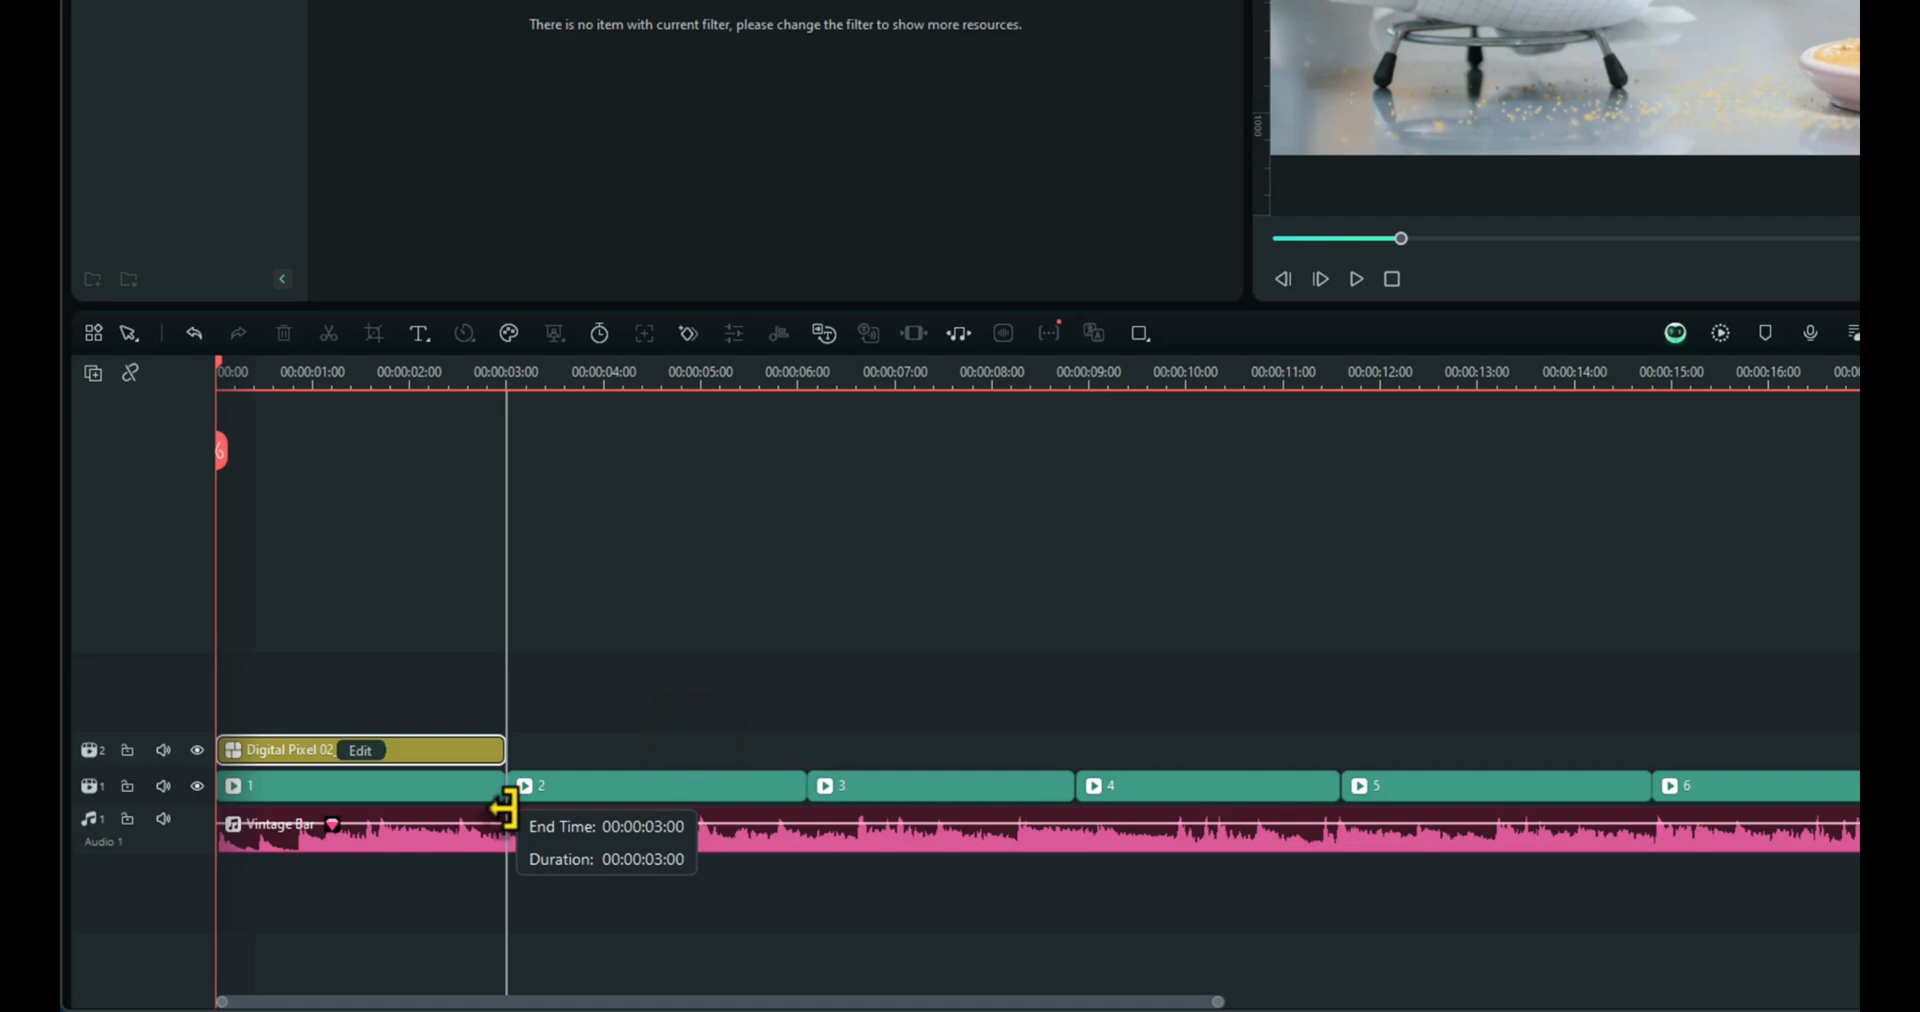 There is no item with current filter, please change the filter to show more resources.
1000
00:00 00:00:01:00 00:00:02:00 00:00:03:00 00:00:04:00 00:00:05:00 00:00:06:00 00:00:07:00 00:00:08:00 00:00:09:00 00:00:10:00 00:00:11:00 00:00:12:00 00:00:13:00 00:00:14:00 00:00:15:00 00:00:16:00 00:00
2 Digital Pixel 02_ Edit
1 1 2 3 4 5 6
1 Vintage Bar
Audio 1
End Time: 00:00:03:00
Duration: 00:00:03:00